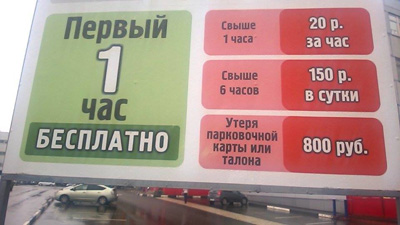 Первый
1
час
БЕСПЛАТНО
Свыше
1 часа
20 р.
за час
Свыше
6 часов
150 р.
в сутки
Утеря
парковочной
карты или
талона
800 руб.